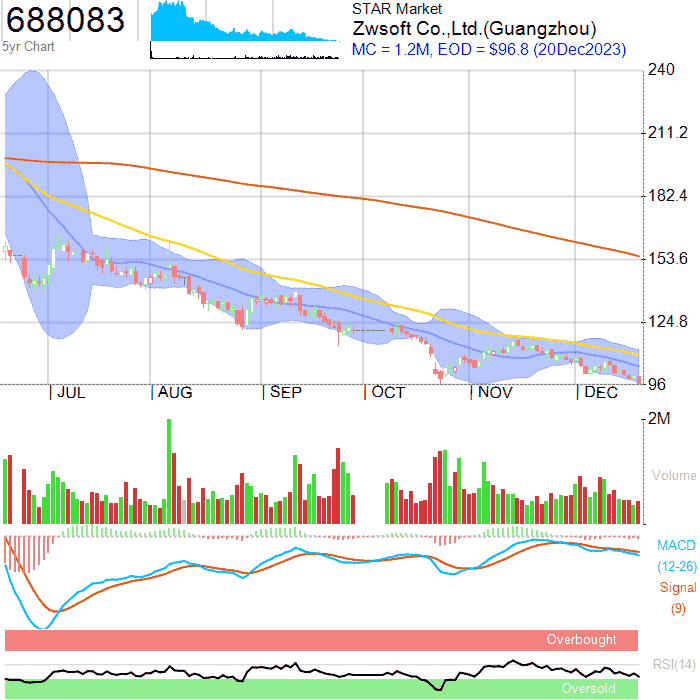 688083
5yr Chart
STAR Market
Zwsoft Co.,Ltd.(Guangzhou)
MC = 1.2M, EOD = $96.8 (20Dec2023)
240
211.2
182.4
153.6
124.8
96
JUL AUG SEP OCT NOV DEC
2M
Volume
MACD
(12-26)
Signal
(9)
Overbought
RSI(14)
Oversold